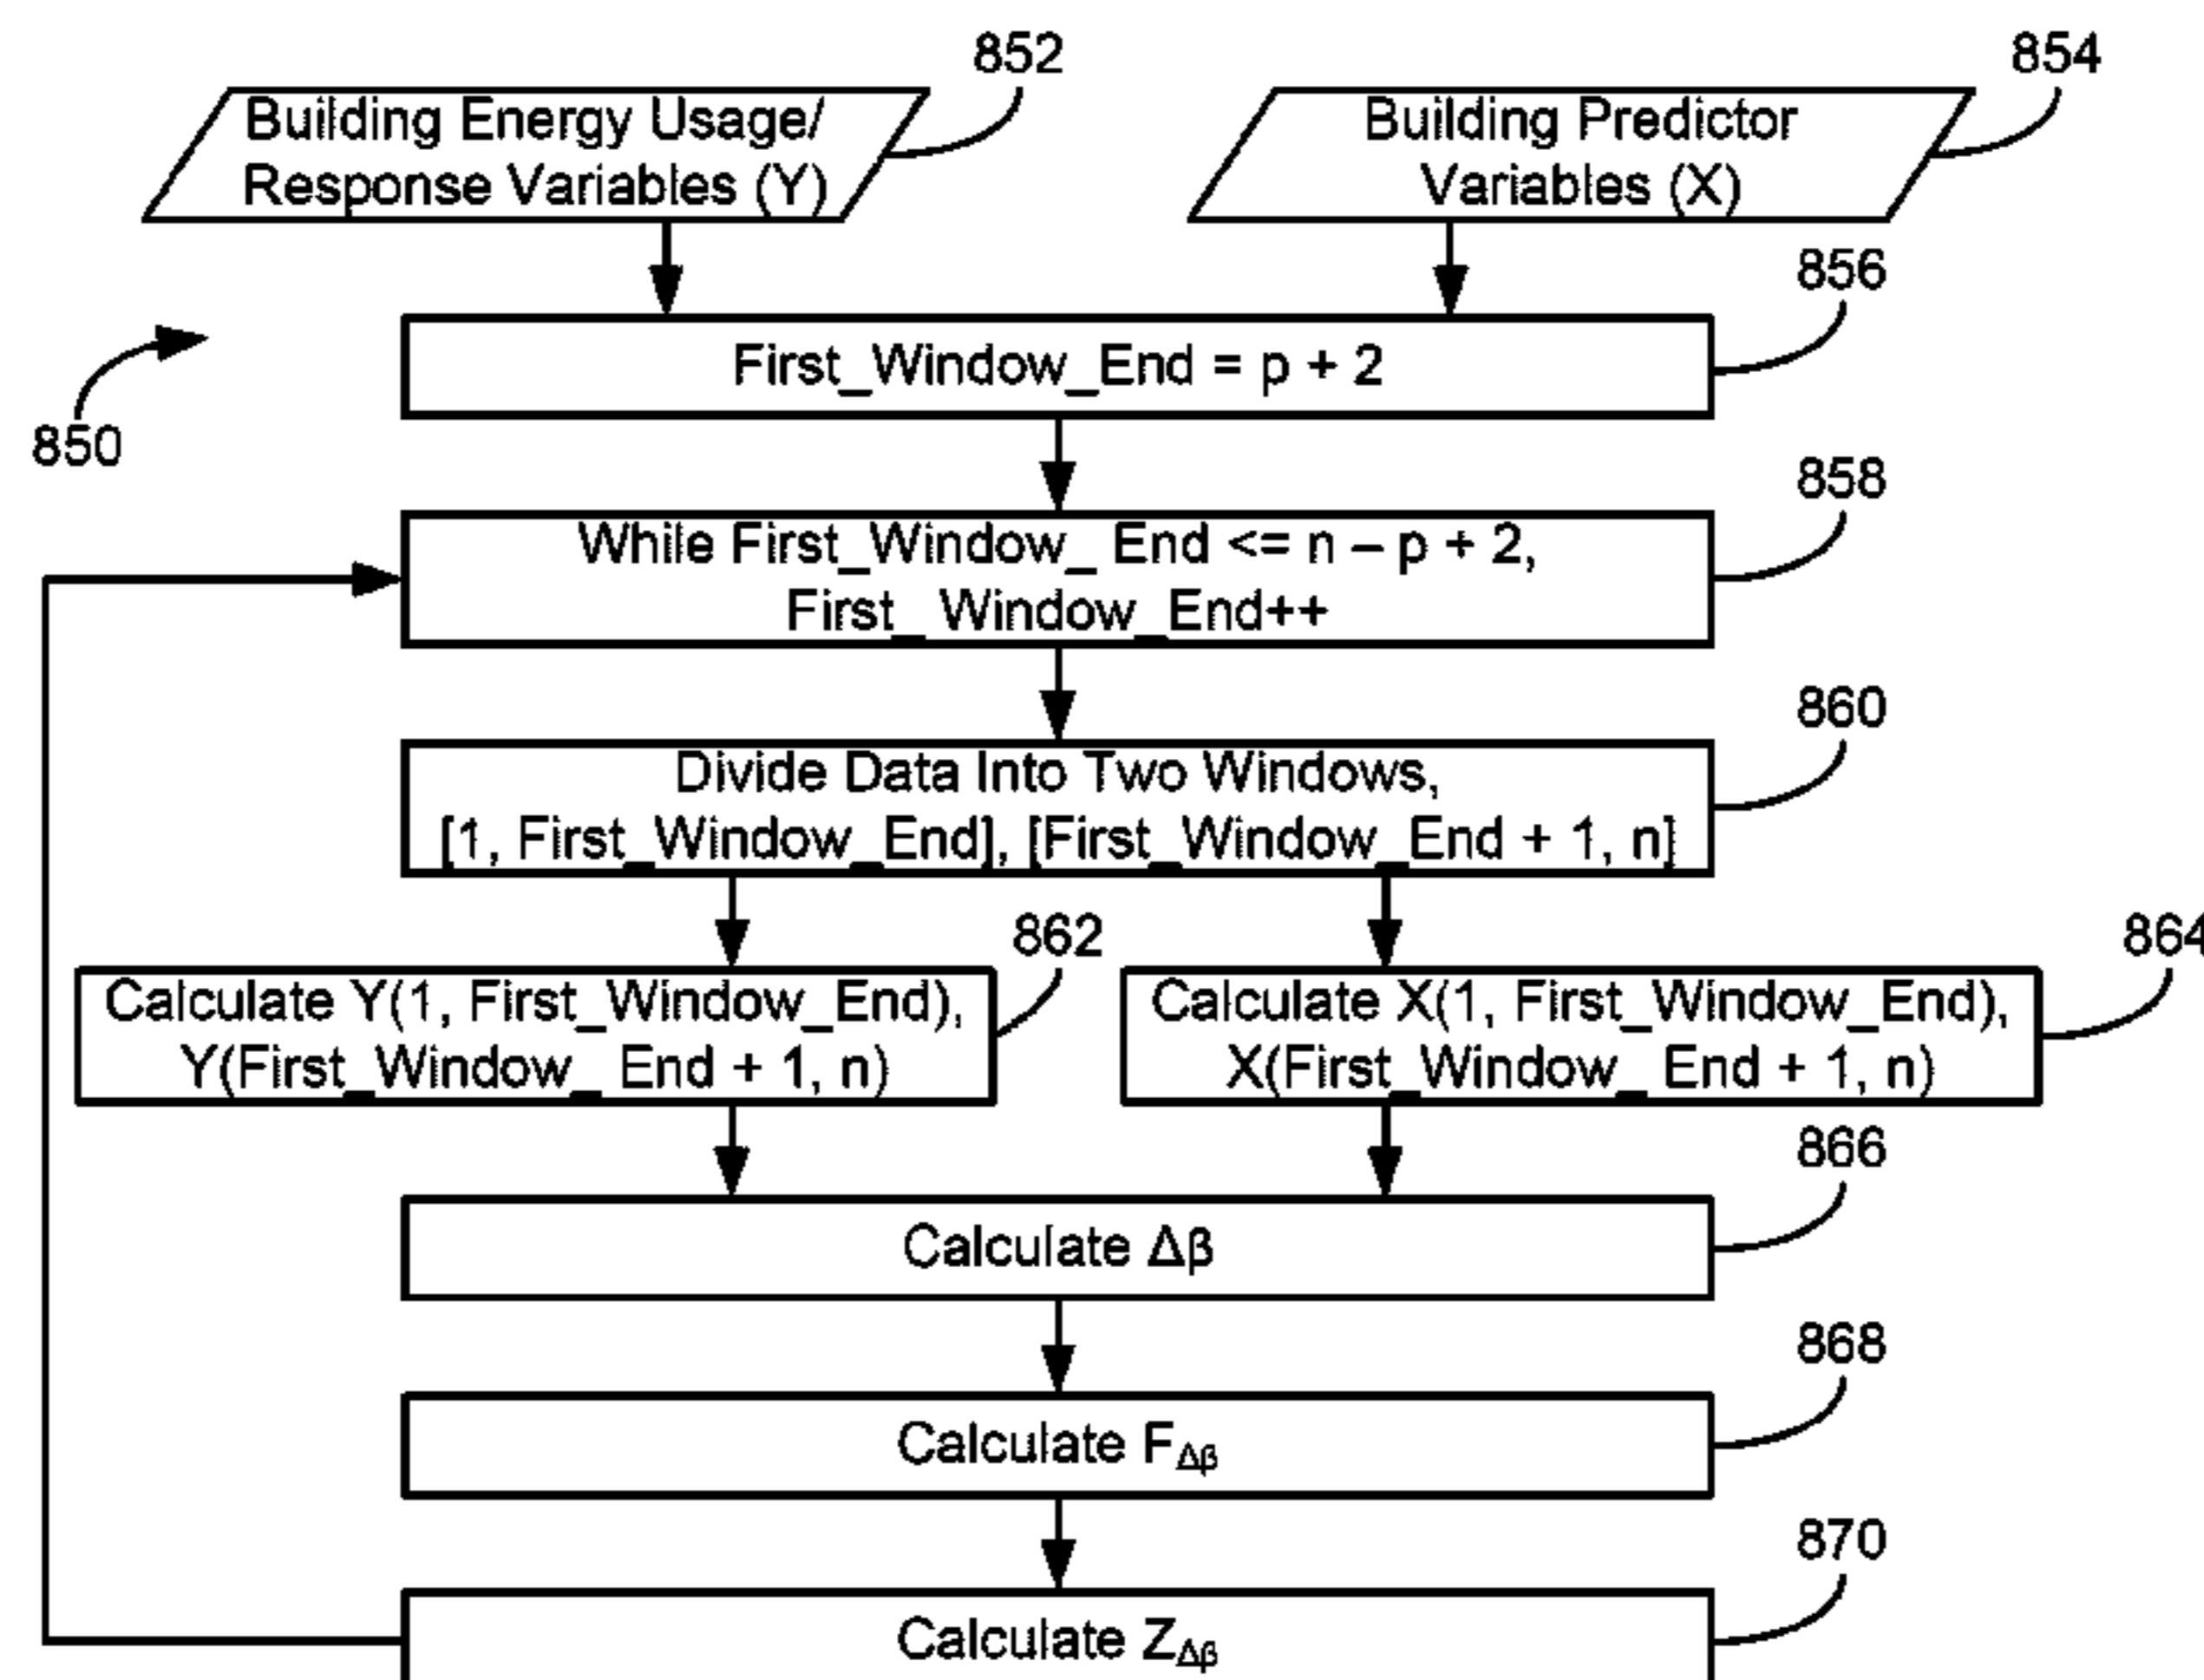 852
854
Building Energy Usage/
Response Variables (Y)
Building Predictor
Variables (X)
856
First_Window_End = p + 2
850
858
While First_Window_ End <= n – p + 2,
First_ Window_End++
860
Divide Data Into Two Windows,
[1, First_Window_End], [First_Window_End + 1, n]
862
864
Calculate Y(1, First_Window_End),
Y(First_Window_ End + 1, n)
Calculate X(1, First_Window_End),
X(First_Window_ End + 1, n)
866
Calculate Δβ
868
Calculate FΔβ
870
Calculate ZΔβ